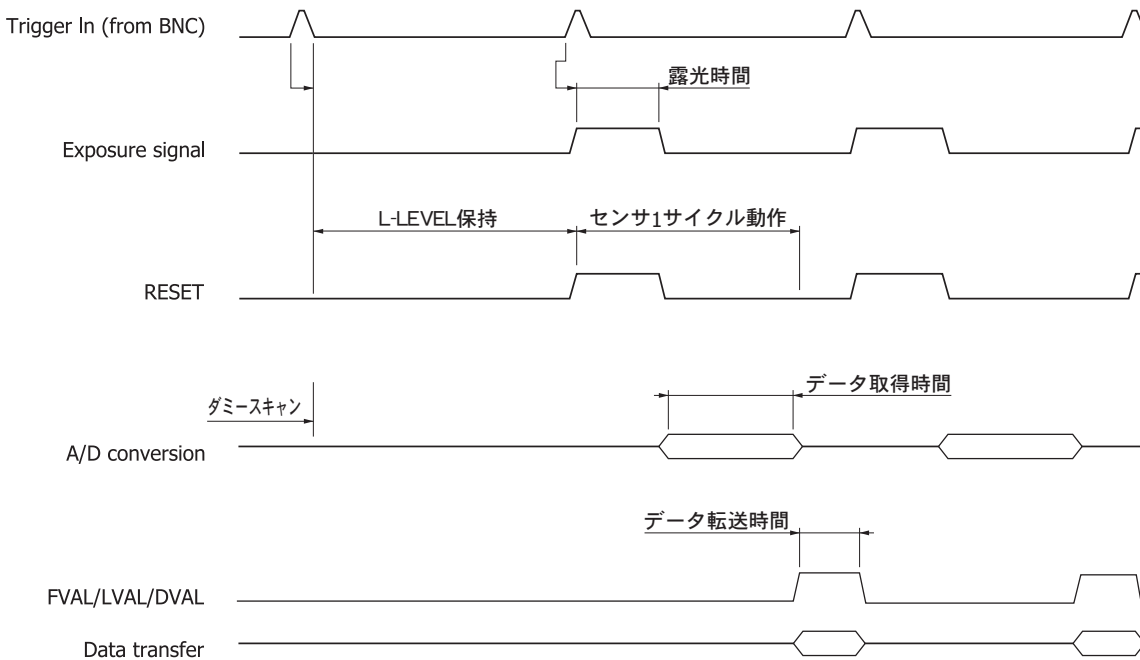 Trigger In (from BNC)
露光時間
Exposure signal
L-LEVEL保持
センサ1サイクル動作
RESET
データ取得時間
ダミースキャン
A/D conversion
データ転送時間
FVAL/LVAL/DVAL
Data transfer